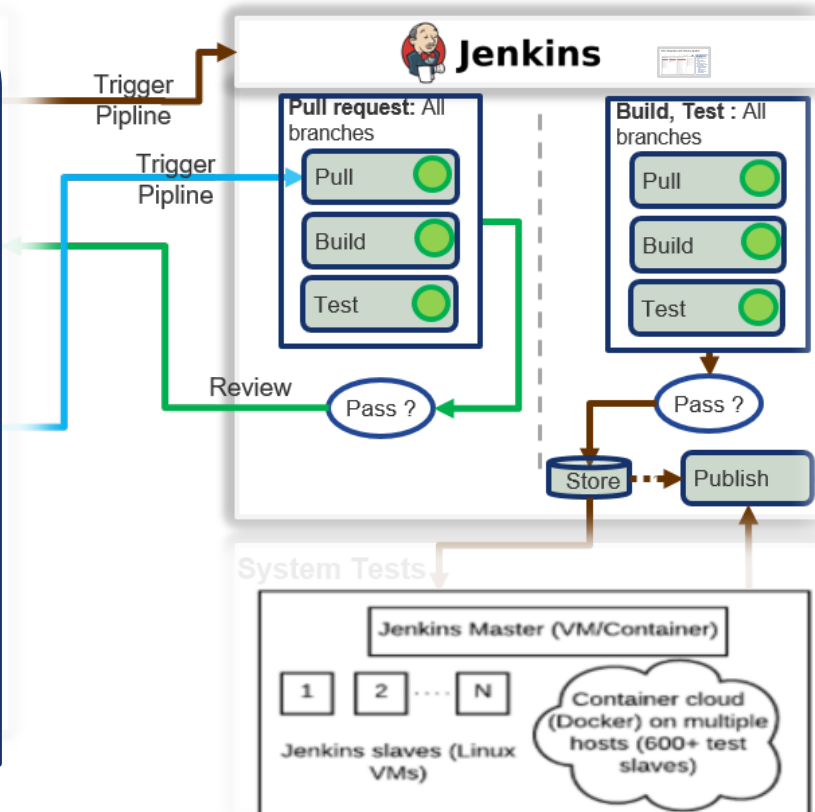 Jenkins
Trigger
Pipline
Pull request: All
branches
Pull
Build
Test
Trigger
Pipline
Review
Pass ?
Build, Test : All
branches
Pull
Build
Test
Pass ?
Store
Publish
System Tests
Jenkins Master (VM/Container)
1
2
N
Jenkins slaves (Linux
VMs)
Container cloud
(Docker) on multiple
hosts (600+ test
slaves)